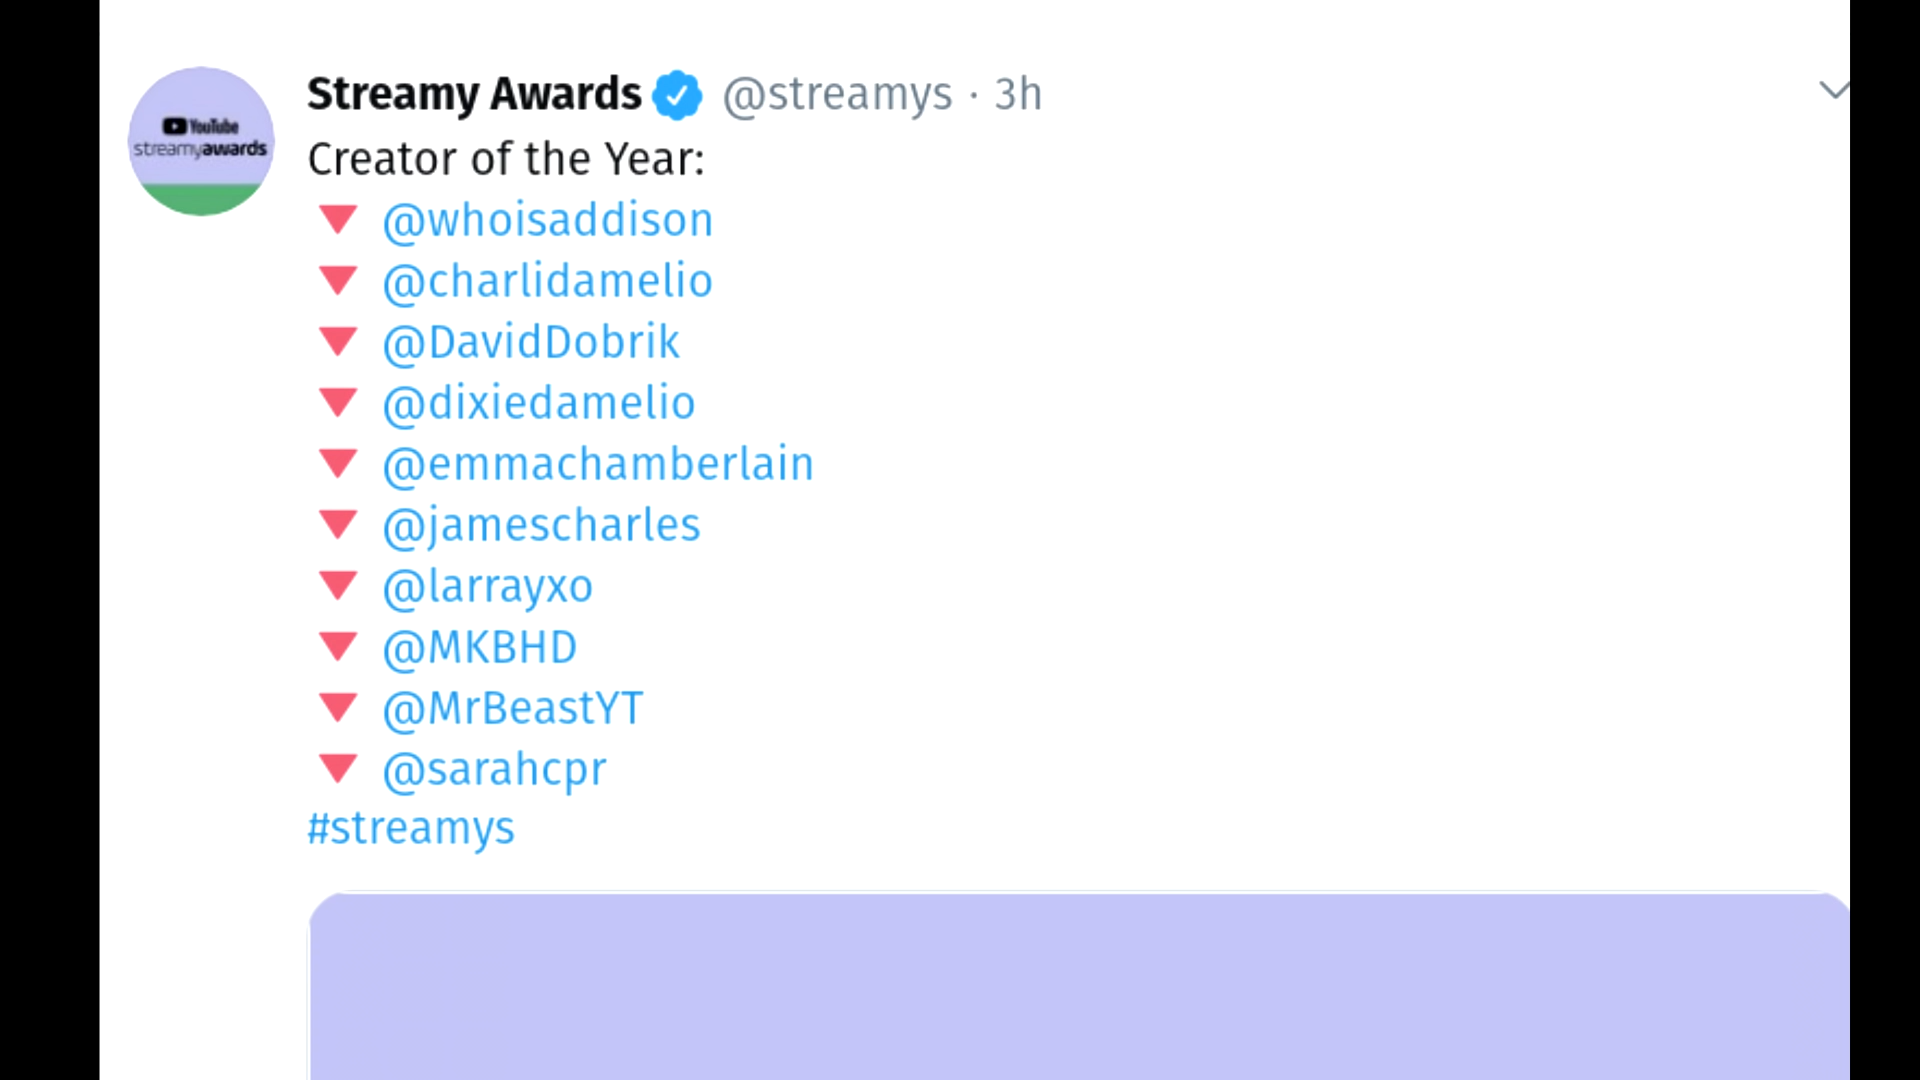 YouTube
streamyawards
Streamy Awards @streamys · 3h
Creator of the Year:
🔻 @whoisaddison
🔻 @charlidamelio
🔻 @DavidDobrik
🔻 @dixiedamelio
🔻 @emmachamberlain
🔻 @jamescharles
🔻 @larrayxo
🔻 @MKBHD
🔻 @MrBeastYT
🔻 @sarahcpr
#streamys